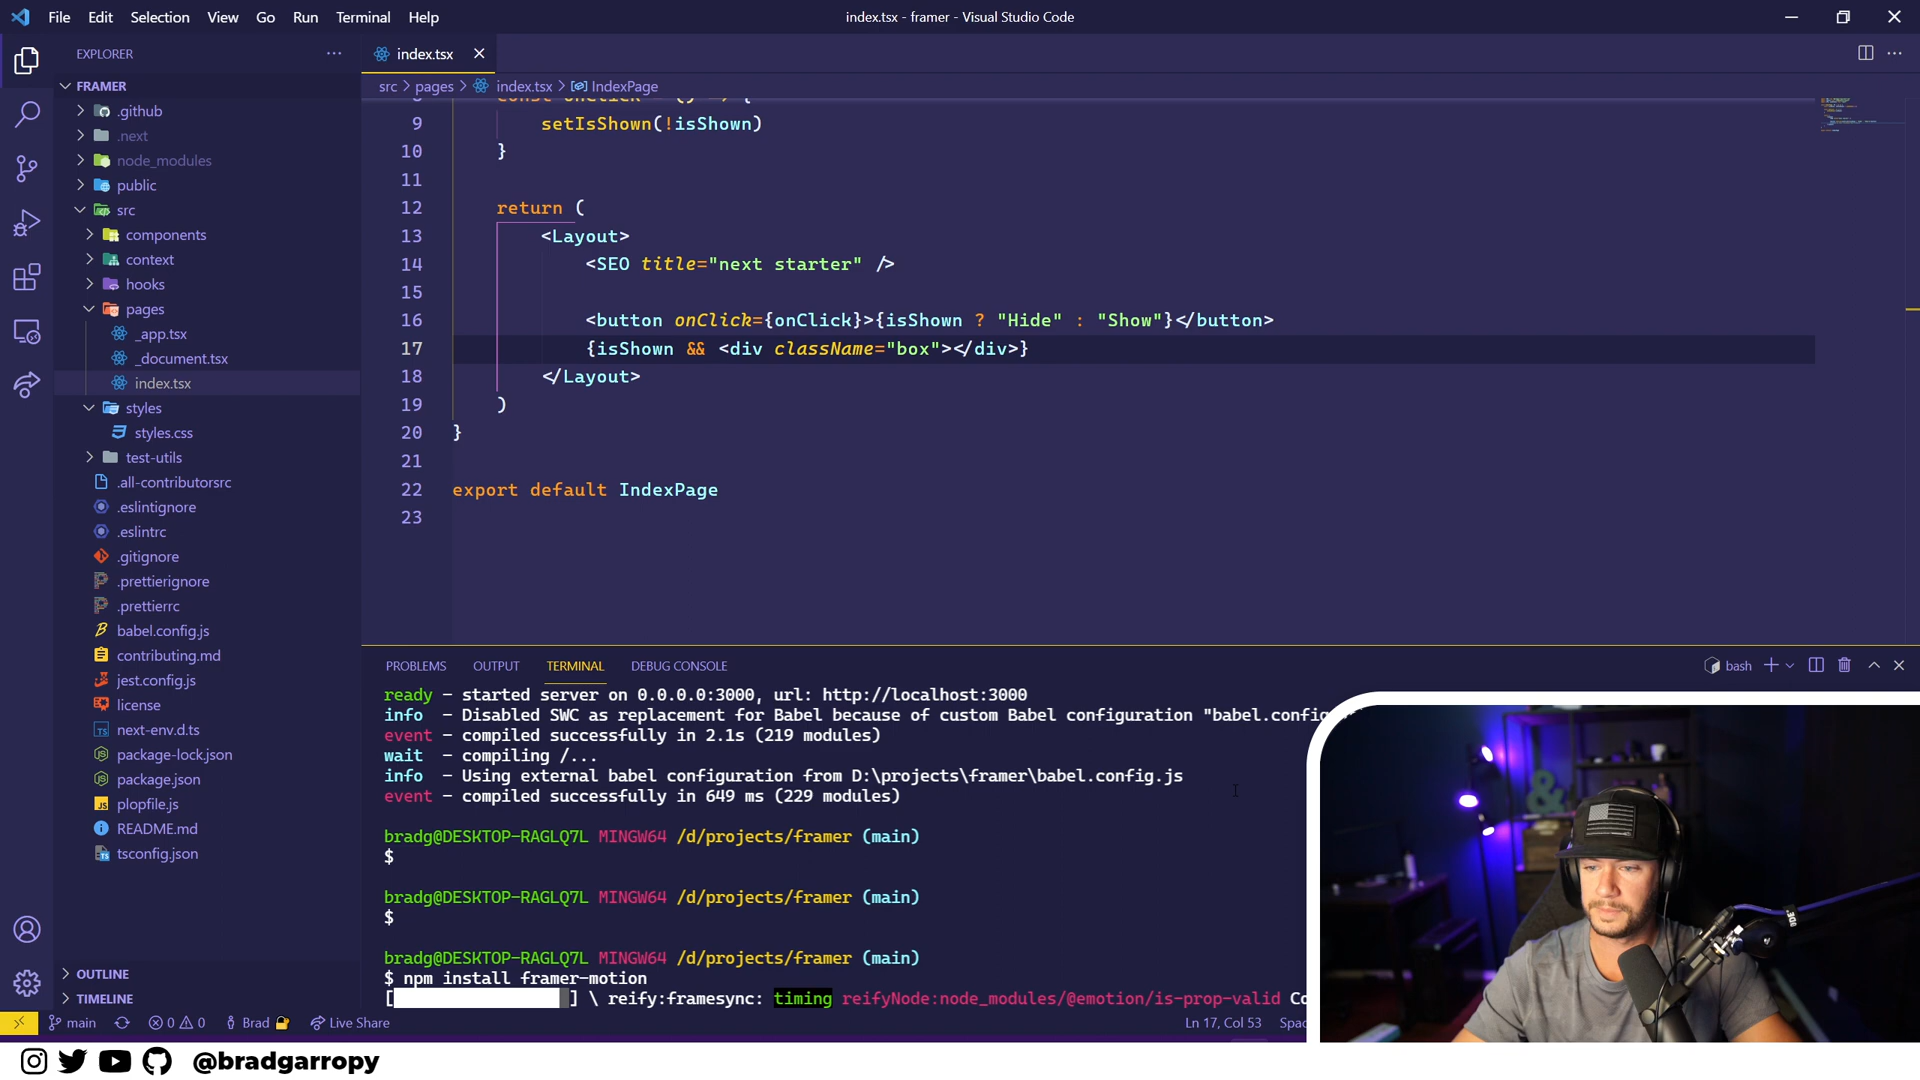 File Edit Selection View Go Run Terminal Help
index.tsx - framer - Visual Studio Code
EXPLORER
FRAMER
.github
.next
node_modules
public
src
components
context
hooks
pages
_app.tsx
_document.tsx
index.tsx
styles
styles.css
test-utils
.all-contributorsrc
.eslintignore
.eslintrc
.gitignore
.prettierignore
.prettierrc
babel.config.js
contributing.md
jest.config.js
license
next-env.d.ts
package-lock.json
package.json
plopfile.js
README.md
tsconfig.json
OUTLINE
TIMELINE
index.tsx
src > pages > index.tsx > IndexPage
8 const onClick = () => {
9 setIsShown(!isShown)
10 }
11
12 return (
13 <Layout>
14 <SEO title="next starter" />
15
16 <button onClick={onClick}>{isShown ? "Hide" : "Show"}</button>
17 {isShown && <div className="box"></div>}
18 </Layout>
19 )
20 }
21
22 export default IndexPage
23
PROBLEMS OUTPUT TERMINAL DEBUG CONSOLE
bash
ready - started server on 0.0.0.0:3000, url: http://localhost:3000
info - Disabled SWC as replacement for Babel because of custom Babel configuration "babel.config
event - compiled successfully in 2.1s (219 modules)
wait - compiling /...
info - Using external babel configuration from D:\projects\framer\babel.config.js
event - compiled successfully in 649 ms (229 modules)
bradg@DESKTOP-RAGLQ7L MINGW64 /d/projects/framer (main)
$
bradg@DESKTOP-RAGLQ7L MINGW64 /d/projects/framer (main)
$
bradg@DESKTOP-RAGLQ7L MINGW64 /d/projects/framer (main)
$ npm install framer-motion
[ ] \ reify:framesync: timing reifyNode:node_modules/@emotion/is-prop-valid Co
main 0 0 Brad Live Share
Ln 17, Col 53 Spac
@bradgarropy